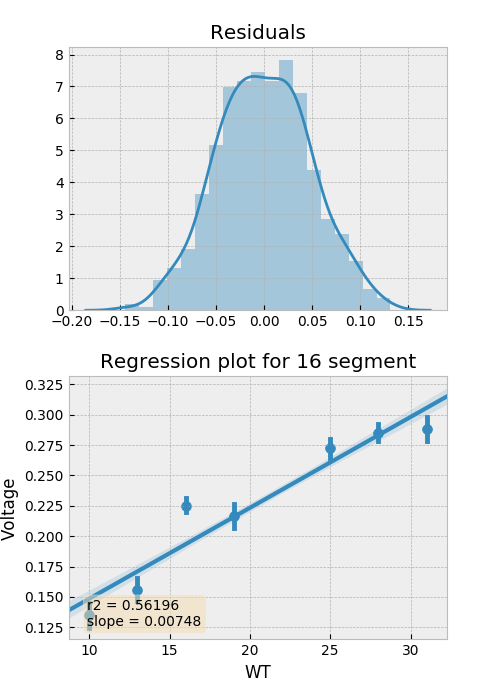 Residuals
8
7
6
5
4
3
2
1
0
−0.20 −0.15 −0.10 −0.05 0.00 0.05 0.10 0.15
Regression plot for 16 segment
0.325
0.300
0.275
0.250
0.225
0.200
0.175
0.150
0.125
Voltage
r2 = 0.56196
slope = 0.00748
10 15 20 25 30
WT